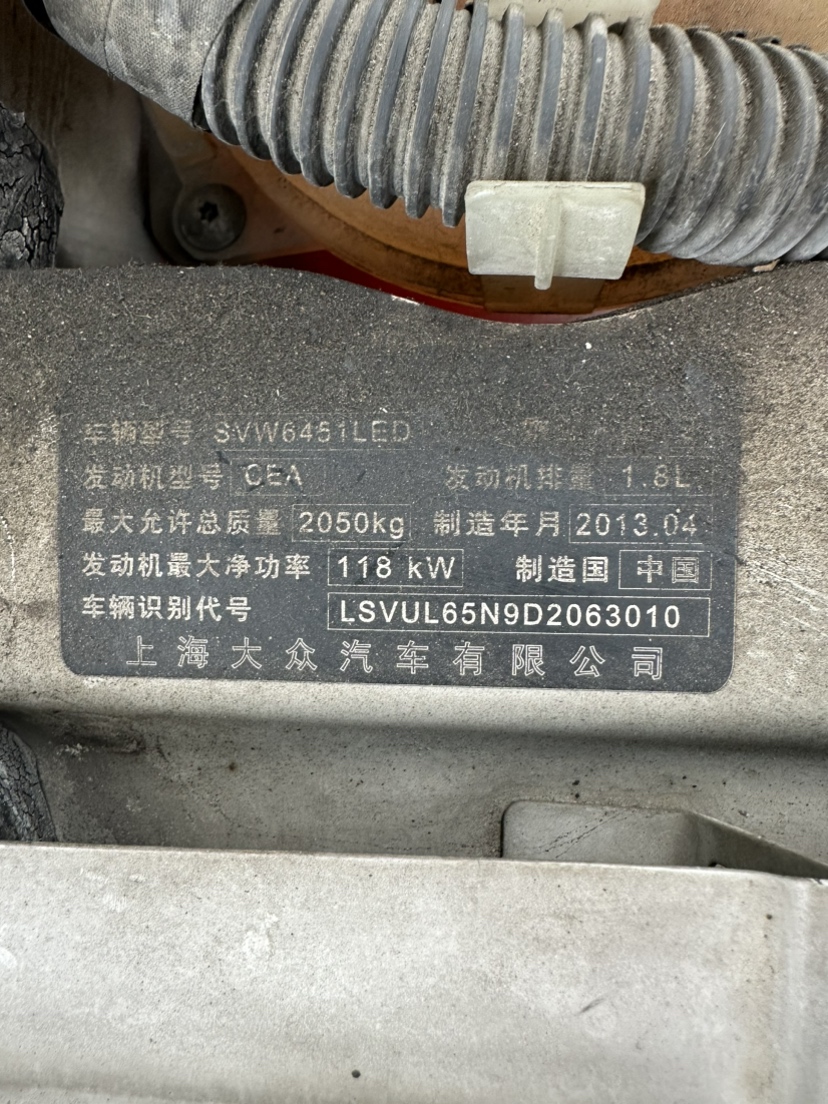 车辆型号 SVW6451LED
发动机型号 CEA 发动机排量 1.8L
最大允许总质量 2050kg 制造年月 2013.04
发动机最大净功率 118 kW 制造国 中国
车辆识别代号 LSVUL65N9D2063010
上海大众汽车有限公司